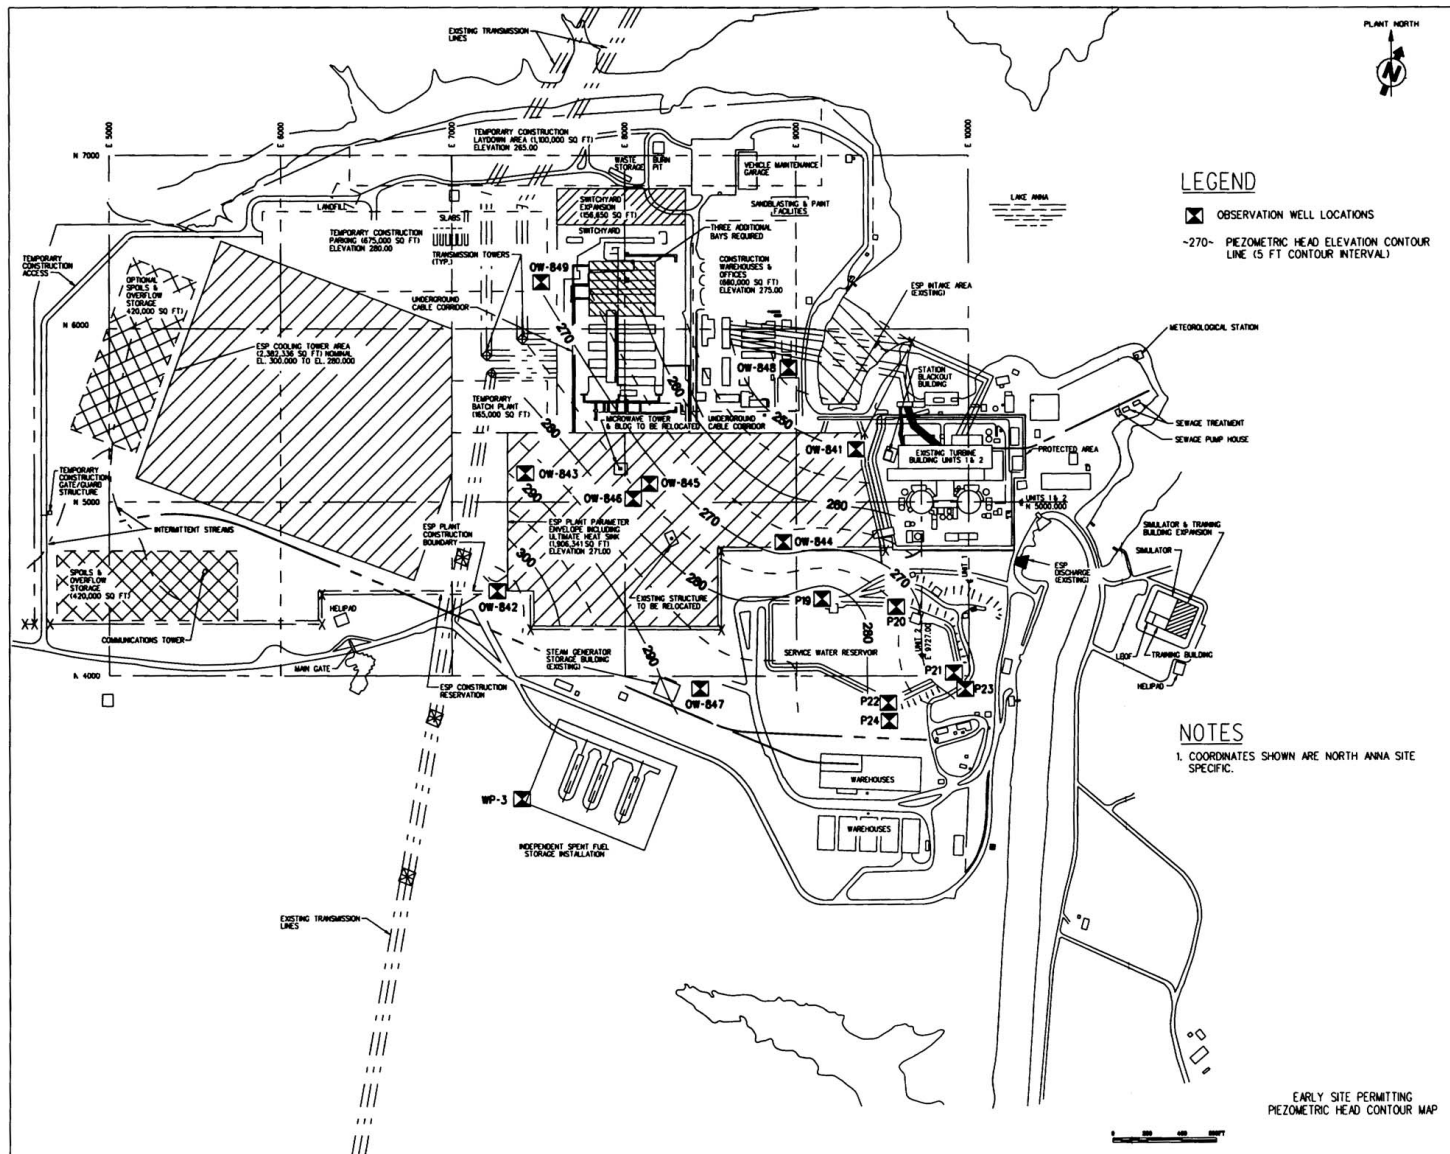 PLANT NORTH
N
EXISTING TRANSMISSION
LINES
E 5000
E 6000
E 7000
E 8000
E 9000
E 10000
N 7000
TEMPORARY CONSTRUCTION
LAYDOWN AREA (1,100,000 SQ FT)
ELEVATION 265.00
WASTE
STORAGE
BURN
PIT
VEHICLE MAINTENANCE
GARAGE
LANDFILL
SLABS
SWITCHYARD
EXPANSION
(156,650 SQ FT)
SWITCHYARD
SANDBLASTING & PAINT
FACILITIES
LAKE ANNA
LEGEND
OBSERVATION WELL LOCATIONS
~270~ PIEZOMETRIC HEAD ELEVATION CONTOUR
LINE (5 FT CONTOUR INTERVAL)
TEMPORARY CONSTRUCTION
PARKING (675,000 SQ FT)
ELEVATION 280.00
TRANSMISSION TOWERS
(TYP.)
THREE ADDITIONAL
BAYS REQUIRED
TEMPORARY
CONSTRUCTION
ACCESS
OPTIONAL
SPOILS &
OVERFLOW
STORAGE
(420,000 SQ FT)
OW-849
CONSTRUCTION
WAREHOUSES &
OFFICES
(680,000 SQ FT)
ELEVATION 275.00
ESP INTAKE AREA
(EXISTING)
UNDERGROUND
CABLE CORRIDOR
N 6000
270
METEOROLOGICAL STATION
ESP COOLING TOWER AREA
(2,382,336 SQ FT) NOMINAL
EL. 300.000 TO EL. 280.000
OW-848
260
STATION
BLACKOUT
BUILDING
TEMPORARY
BATCH PLANT
(165,000 SQ FT)
280
MICROWAVE TOWER
& BLDG TO BE RELOCATED
UNDERGROUND
CABLE CORRIDOR
250
SEWAGE TREATMENT
SEWAGE PUMP HOUSE
OW-841
EXISTING TURBINE
BUILDING UNITS 1 & 2
PROTECTED AREA
TEMPORARY
CONSTRUCTION
GATE/GUARD
STRUCTURE
OW-843
OW-845
OW-846
290
260
UNITS 1 & 2
N 5000.000
N 5000
INTERMITTENT STREAMS
ESP PLANT
CONSTRUCTION
BOUNDARY
ESP PLANT PARAMETER
ENVELOPE INCLUDING
ULTIMATE HEAT SINK
(1,906,341 SQ FT)
ELEVATION 271.00
270
OW-844
SIMULATOR & TRAINING
BUILDING EXPANSION
SIMULATOR
300
280
270
UNIT 1
ESP
DISCHARGE
(EXISTING)
SPOILS &
OVERFLOW
STORAGE
(420,000 SQ FT)
OW-842
EXISTING STRUCTURE
TO BE RELOCATED
P19
P20
HELIPAD
280
UNIT 2
E 9727.00
COMMUNICATIONS TOWER
MAIN GATE
STEAM GENERATOR
STORAGE BUILDING
(EXISTING)
290
SERVICE WATER RESERVOIR
LEOF
TRAINING BUILDING
HELIPAD
N 4000
ESP CONSTRUCTION
RESERVATION
OW-847
P21
P23
P22
P24
NOTES
1. COORDINATES SHOWN ARE NORTH ANNA SITE
SPECIFIC.
WAREHOUSES
WP-3
WAREHOUSES
INDEPENDENT SPENT FUEL
STORAGE INSTALLATION
EXISTING TRANSMISSION
LINES
EARLY SITE PERMITTING
PIEZOMETRIC HEAD CONTOUR MAP